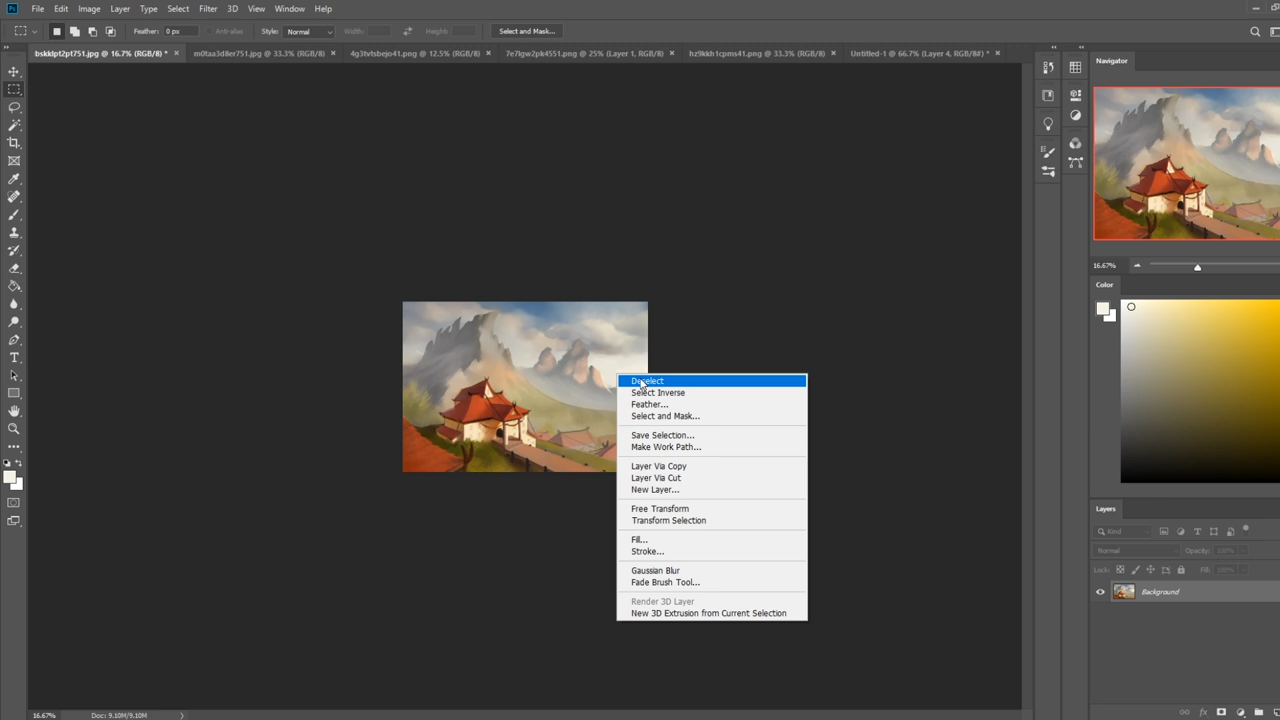 Ps File Edit Image Layer Type Select Filter 3D View Window Help
Feather: 0 px Anti-alias Style: Normal Width: Height: Select and Mask...
bskklpt2pt751.jpg @ 16.7% (RGB/8) * × m0taa3d8er751.jpg @ 33.3% (RGB/8) × 4g3tvtsbejo41.png @ 12.5% (RGB/8) × 7e7lgw2pk4551.png @ 25% (Layer 1, RGB/8) × hz9kkh1cpms41.png @ 33.3% (RGB/8) × Untitled-1 @ 66.7% (Layer 4, RGB/8#) * ×
Navigator
16.67%
Color
Deselect
Select Inverse
Feather...
Select and Mask...
Save Selection...
Make Work Path...
Layer Via Copy
Layer Via Cut
New Layer...
Free Transform
Transform Selection
Fill...
Stroke...
Gaussian Blur
Fade Brush Tool...
Render 3D Layer
New 3D Extrusion from Current Selection
Layers
Kind
Normal Opacity: 100%
Lock: Fill: 100%
Background
16.67% Doc: 9.10M/9.10M